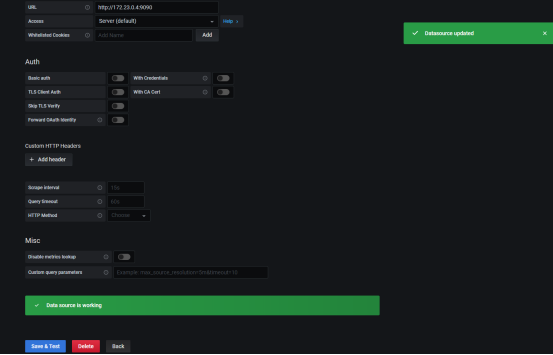 URL http://172.23.0.4:9090
Access Server (default) Help ›
Datasource updated
Whitelisted Cookies Add Name Add
Auth
Basic auth With Credentials
TLS Client Auth With CA Cert
Skip TLS Verify
Forward OAuth Identity
Custom HTTP Headers
+ Add header
Scrape interval 15s
Query timeout 60s
HTTP Method Choose
Misc
Disable metrics lookup
Custom query parameters Example: max_source_resolution=5m&timeout=10
Data source is working
Save & Test Delete Back